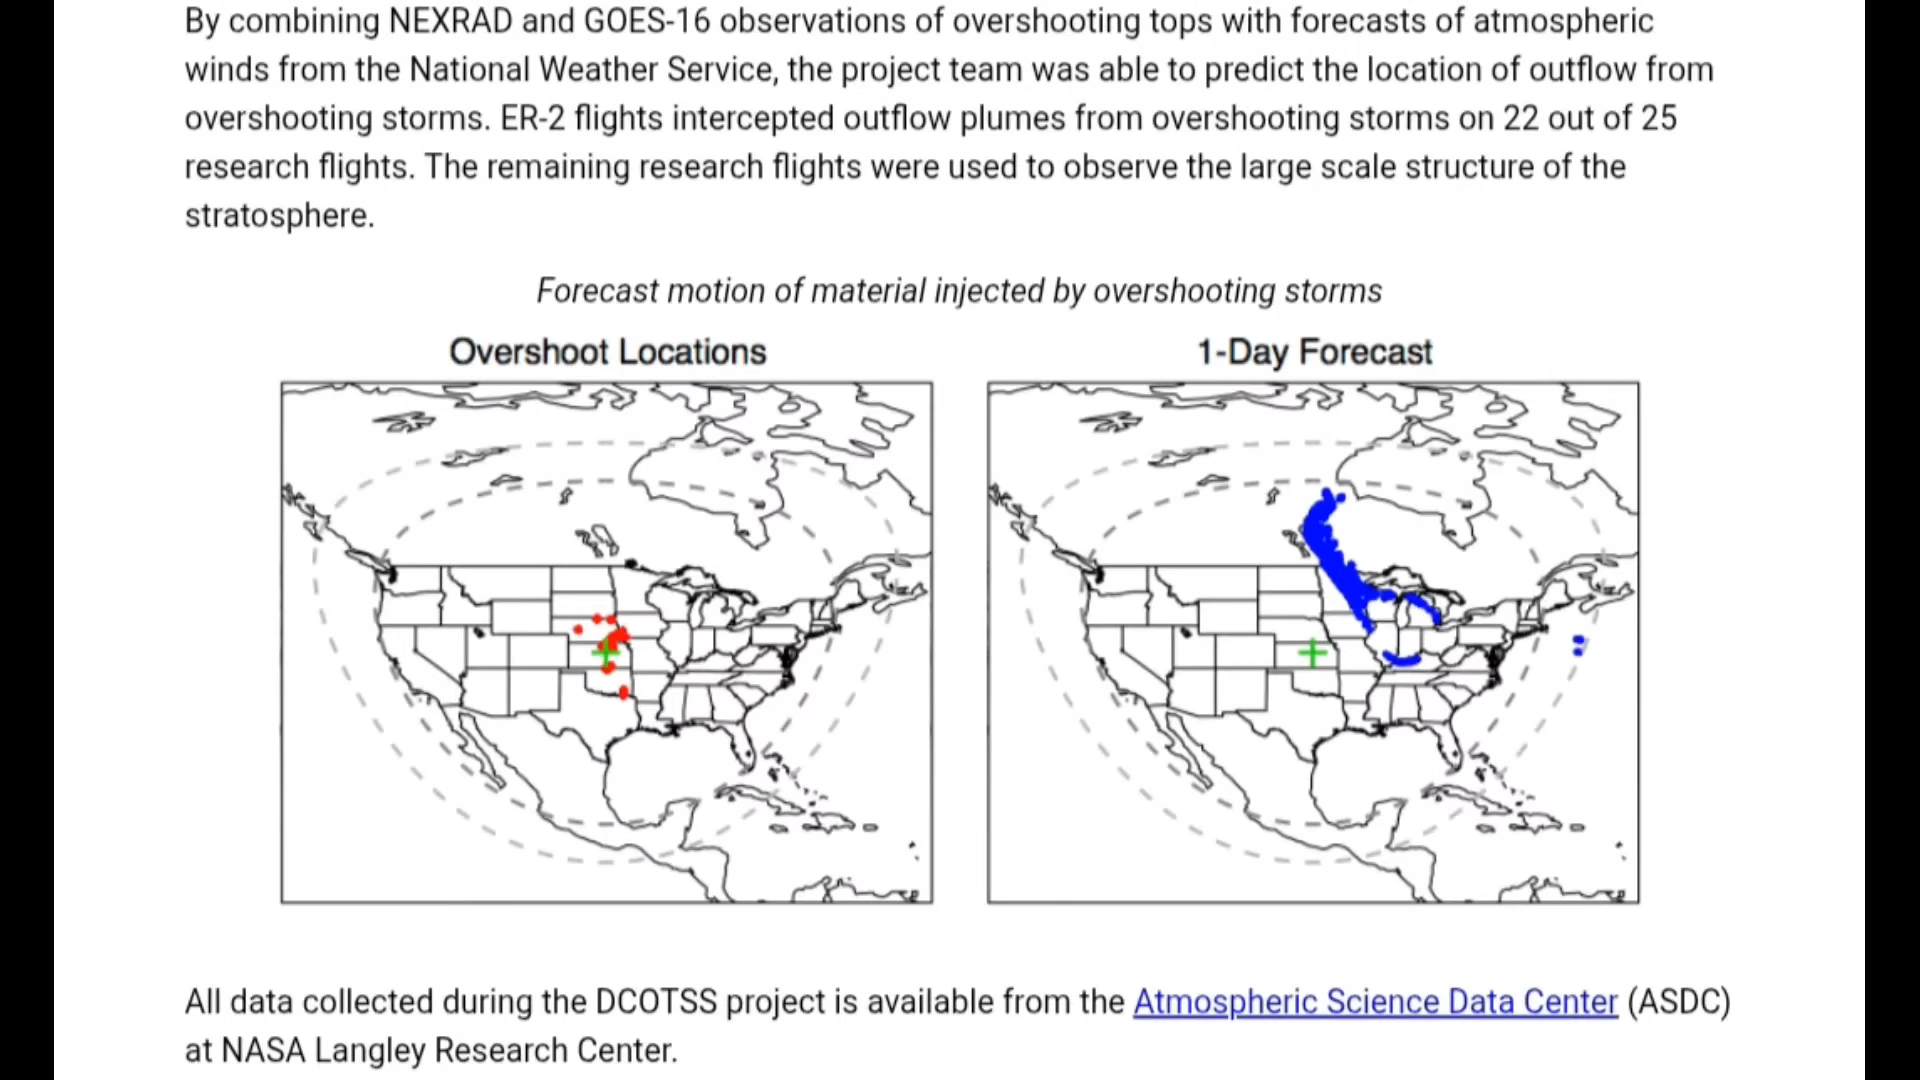 By combining NEXRAD and GOES-16 observations of overshooting tops with forecasts of atmospheric
winds from the National Weather Service, the project team was able to predict the location of outflow from
overshooting storms. ER-2 flights intercepted outflow plumes from overshooting storms on 22 out of 25
research flights. The remaining research flights were used to observe the large scale structure of the
stratosphere.
Forecast motion of material injected by overshooting storms
Overshoot Locations
1-Day Forecast
All data collected during the DCOTSS project is available from the Atmospheric Science Data Center (ASDC)
at NASA Langley Research Center.